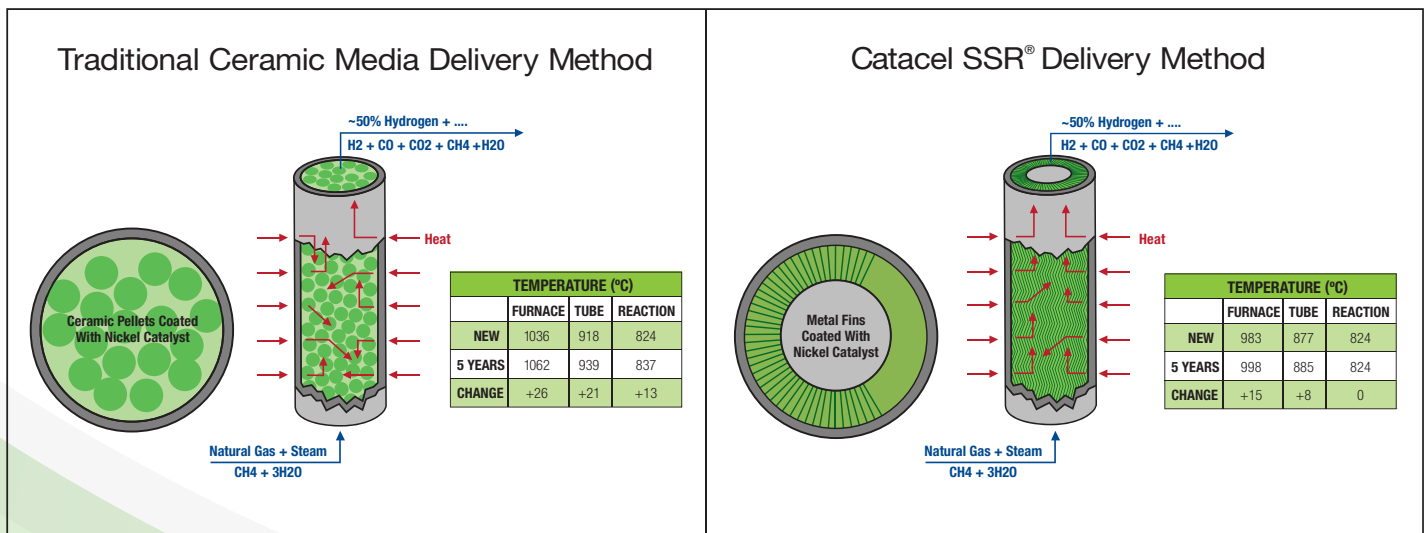 Traditional Ceramic Media Delivery Method
~50% Hydrogen + ....
H2 + CO + CO2 + CH4 +H2O
Heat
Ceramic Pellets Coated
With Nickel Catalyst
TEMPERATURE (ºC)
FURNACE TUBE REACTION
NEW 1036 918 824
5 YEARS 1062 939 837
CHANGE +26 +21 +13
Natural Gas + Steam
CH4 + 3H2O
Catacel SSR® Delivery Method
~50% Hydrogen + ....
H2 + CO + CO2 + CH4 +H2O
Heat
Metal Fins
Coated With
Nickel Catalyst
TEMPERATURE (ºC)
FURNACE TUBE REACTION
NEW 983 877 824
5 YEARS 998 885 824
CHANGE +15 +8 0
Natural Gas + Steam
CH4 + 3H2O